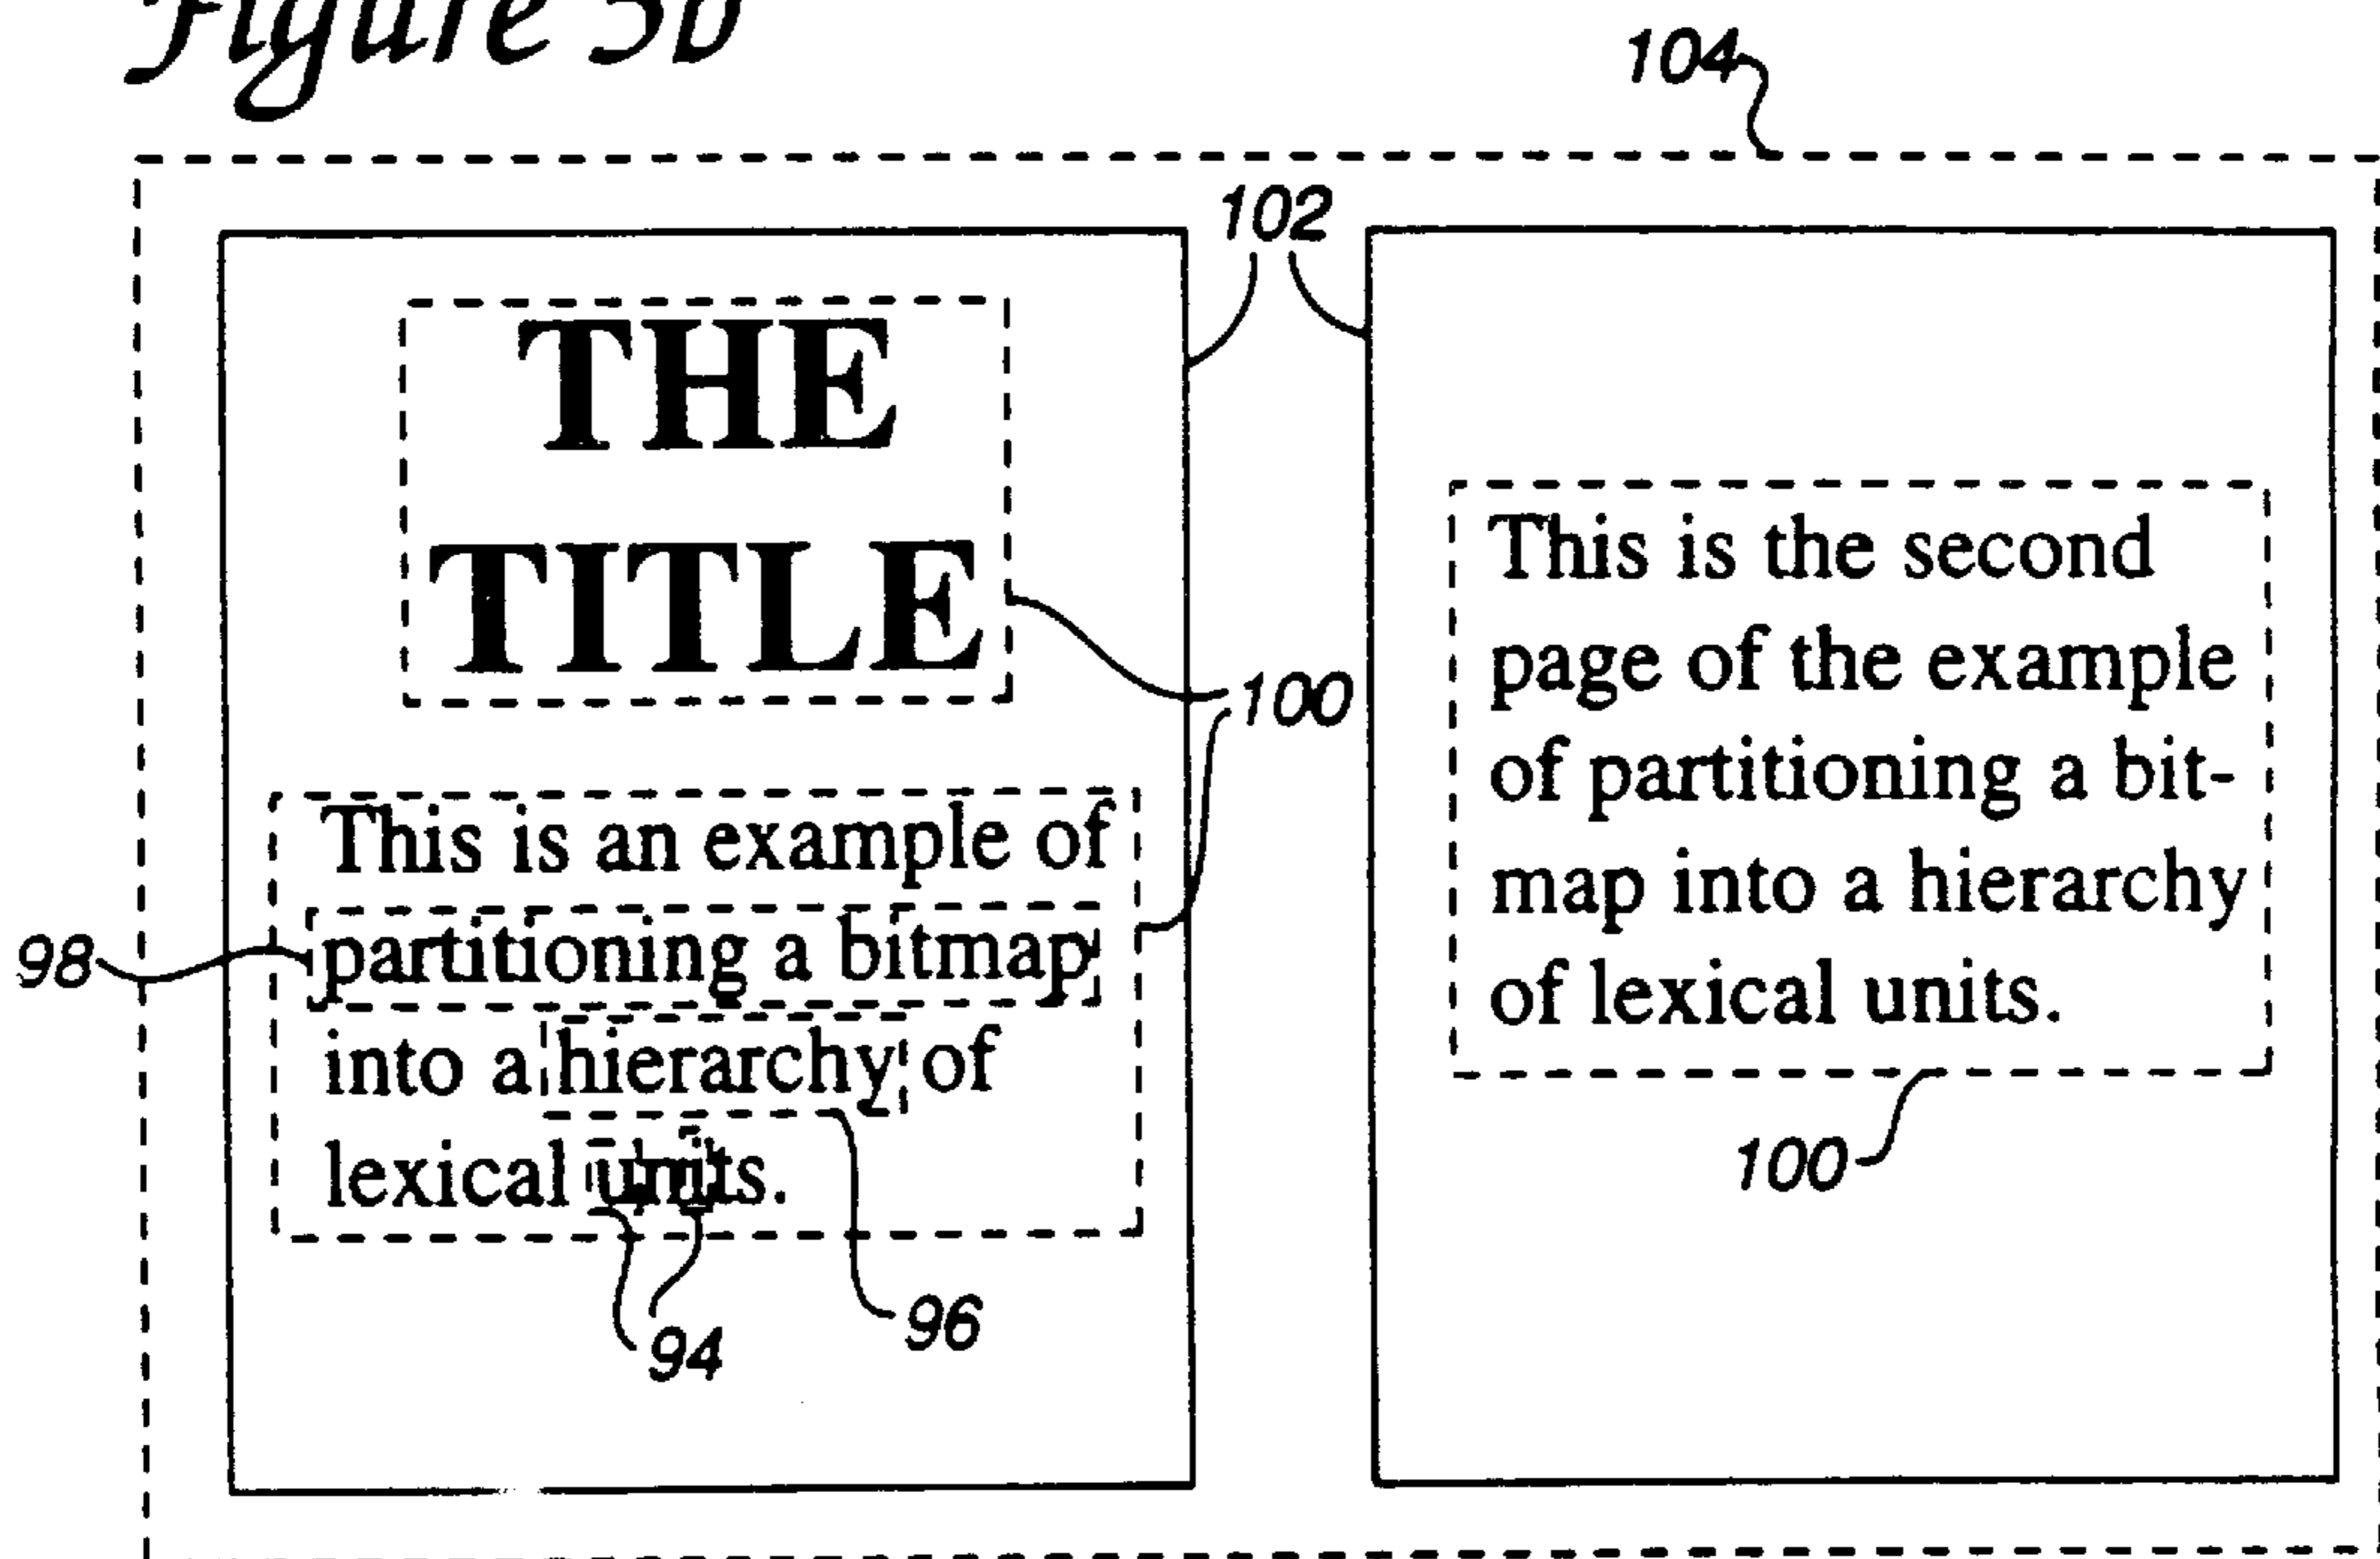 Figure 5b
104
102
THE
TITLE
100
This is an example of
98
partitioning a bitmap
into a hierarchy of
lexical units.
96
94
This is the second
page of the example
of partitioning a bit-
map into a hierarchy
of lexical units.
100